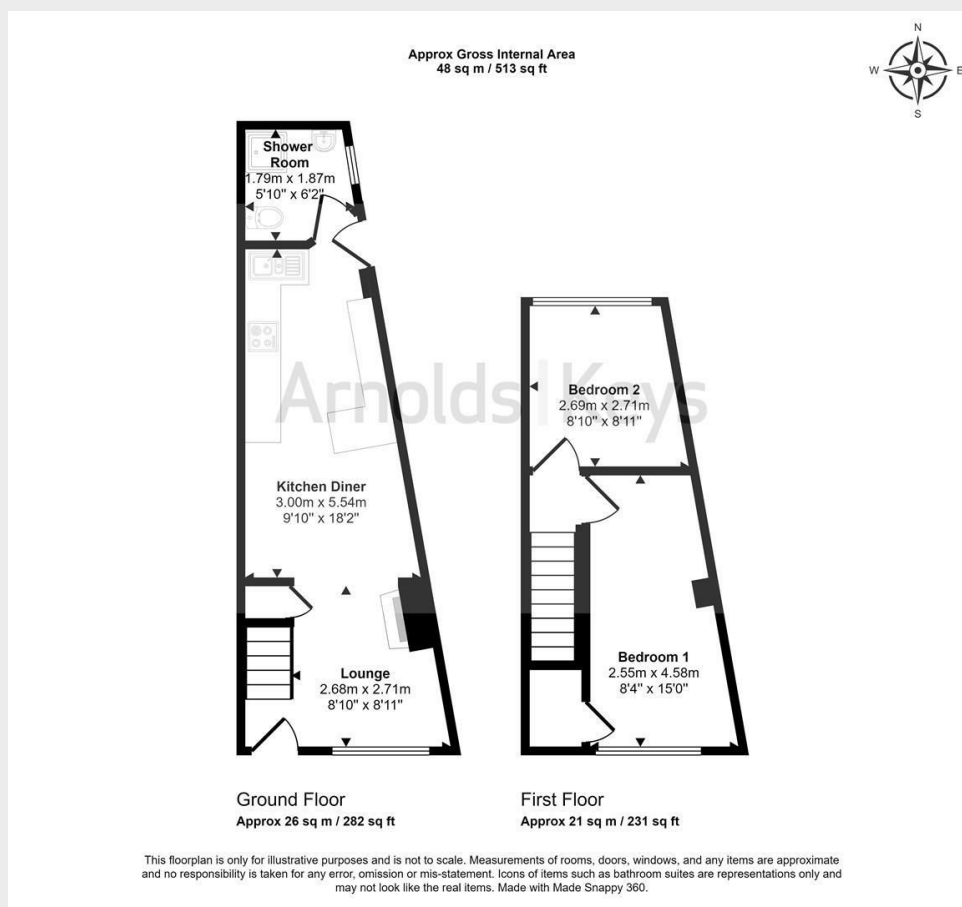 Approx Gross Internal Area
48 sq m / 513 sq ft
N
W
E
S
Shower
Room
1.79m x 1.87m
5'10" x 6'2"
Arnolds|Keys
Kitchen Diner
3.00m x 5.54m
9'10" x 18'2"
Lounge
2.68m x 2.71m
8'10" x 8'11"
Bedroom 2
2.69m x 2.71m
8'10" x 8'11"
Bedroom 1
2.55m x 4.58m
8'4" x 15'0"
Ground Floor
Approx 26 sq m / 282 sq ft
First Floor
Approx 21 sq m / 231 sq ft
This floorplan is only for illustrative purposes and is not to scale. Measurements of rooms, doors, windows, and any items are approximate
and no responsibility is taken for any error, omission or mis-statement. Icons of items such as bathroom suites are representations only and
may not look like the real items. Made with Made Snappy 360.